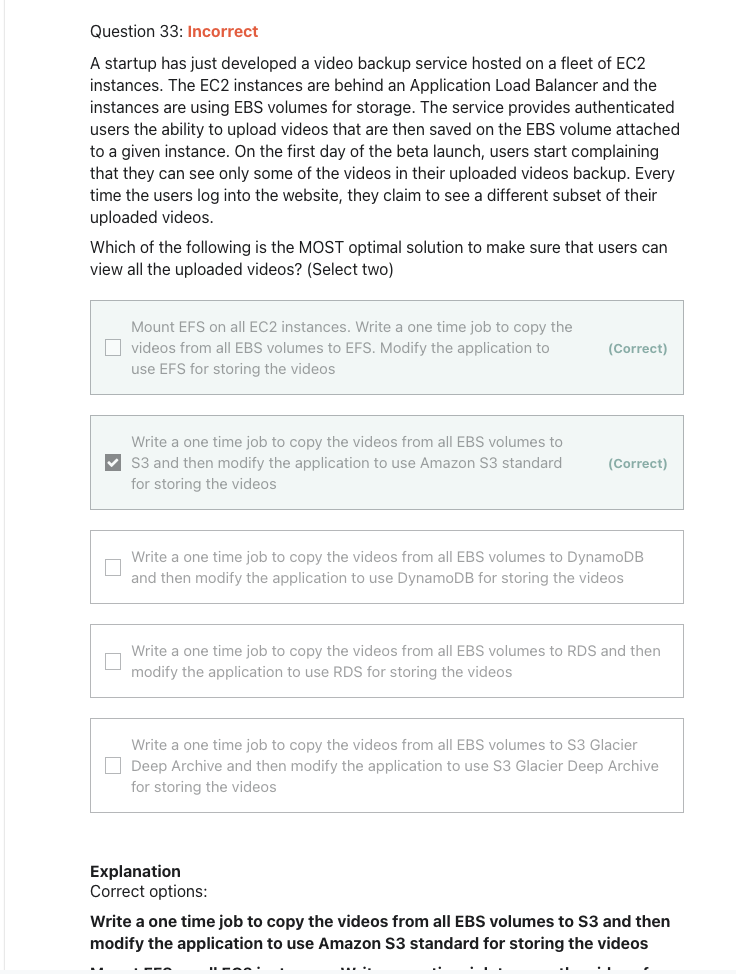 Question 33: Incorrect
A startup has just developed a video backup service hosted on a fleet of EC2
instances. The EC2 instances are behind an Application Load Balancer and the
instances are using EBS volumes for storage. The service provides authenticated
users the ability to upload videos that are then saved on the EBS volume attached
to a given instance. On the first day of the beta launch, users start complaining
that they can see only some of the videos in their uploaded videos backup. Every
time the users log into the website, they claim to see a different subset of their
uploaded videos.
Which of the following is the MOST optimal solution to make sure that users can
view all the uploaded videos? (Select two)
Mount EFS on all EC2 instances. Write a one time job to copy the
videos from all EBS volumes to EFS. Modify the application to
use EFS for storing the videos
(Correct)
Write a one time job to copy the videos from all EBS volumes to
S3 and then modify the application to use Amazon S3 standard
for storing the videos
(Correct)
Write a one time job to copy the videos from all EBS volumes to DynamoDB
and then modify the application to use DynamoDB for storing the videos
Write a one time job to copy the videos from all EBS volumes to RDS and then
modify the application to use RDS for storing the videos
Write a one time job to copy the videos from all EBS volumes to S3 Glacier
Deep Archive and then modify the application to use S3 Glacier Deep Archive
for storing the videos
Explanation
Correct options:
Write a one time job to copy the videos from all EBS volumes to S3 and then
modify the application to use Amazon S3 standard for storing the videos